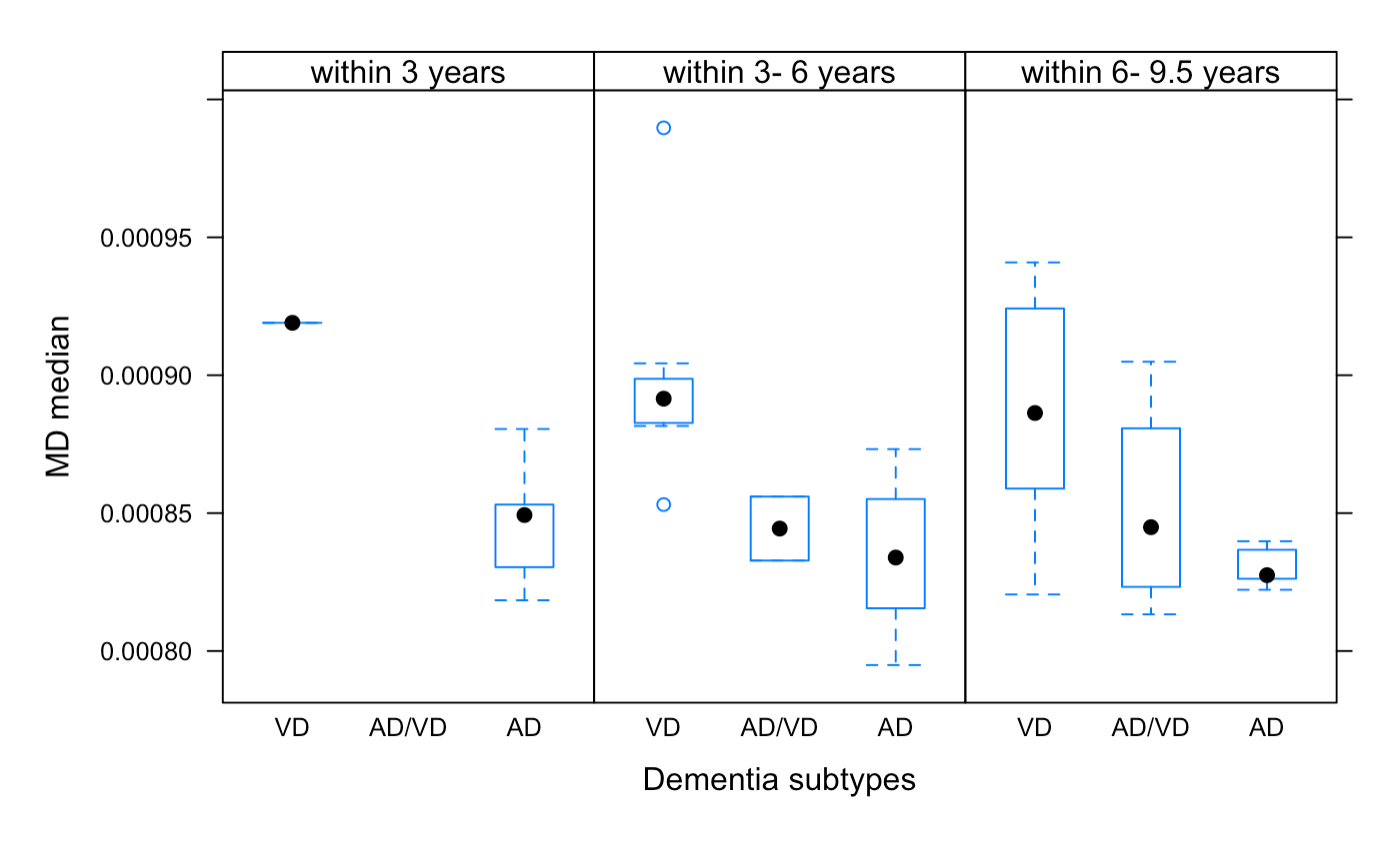 within 3 years
within 3- 6 years
within 6- 9.5 years
MD median
0.00095
0.00090
0.00085
0.00080
VD AD/VD AD VD AD/VD AD VD AD/VD AD
Dementia subtypes